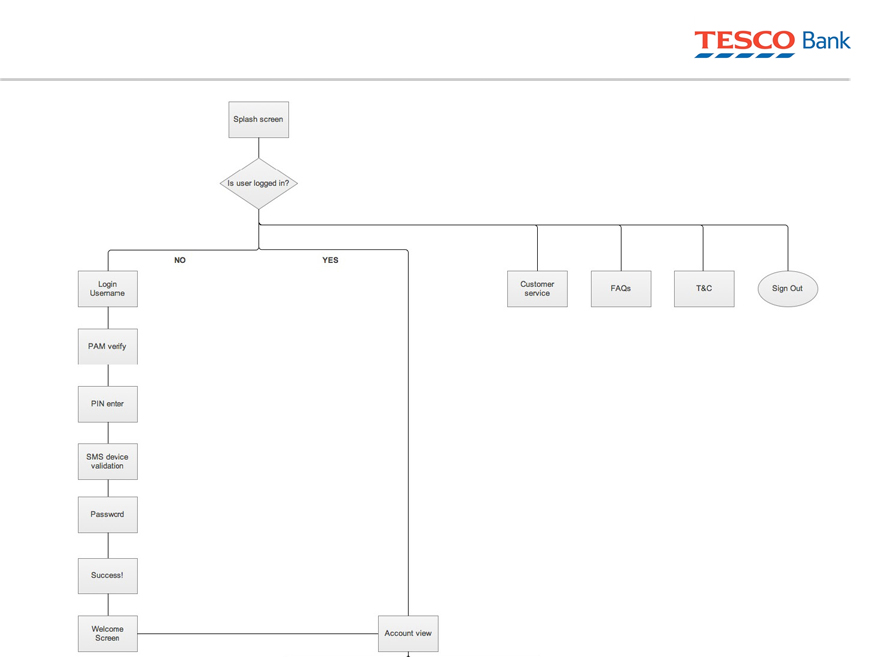 TESCO Bank
Splash screen
Is user logged in?
NO
YES
Login
Username
Customer
service
FAQs
T&C
Sign Out
PAM verify
PIN enter
SMS device
validation
Password
Success!
Welcome
Screen
Account view